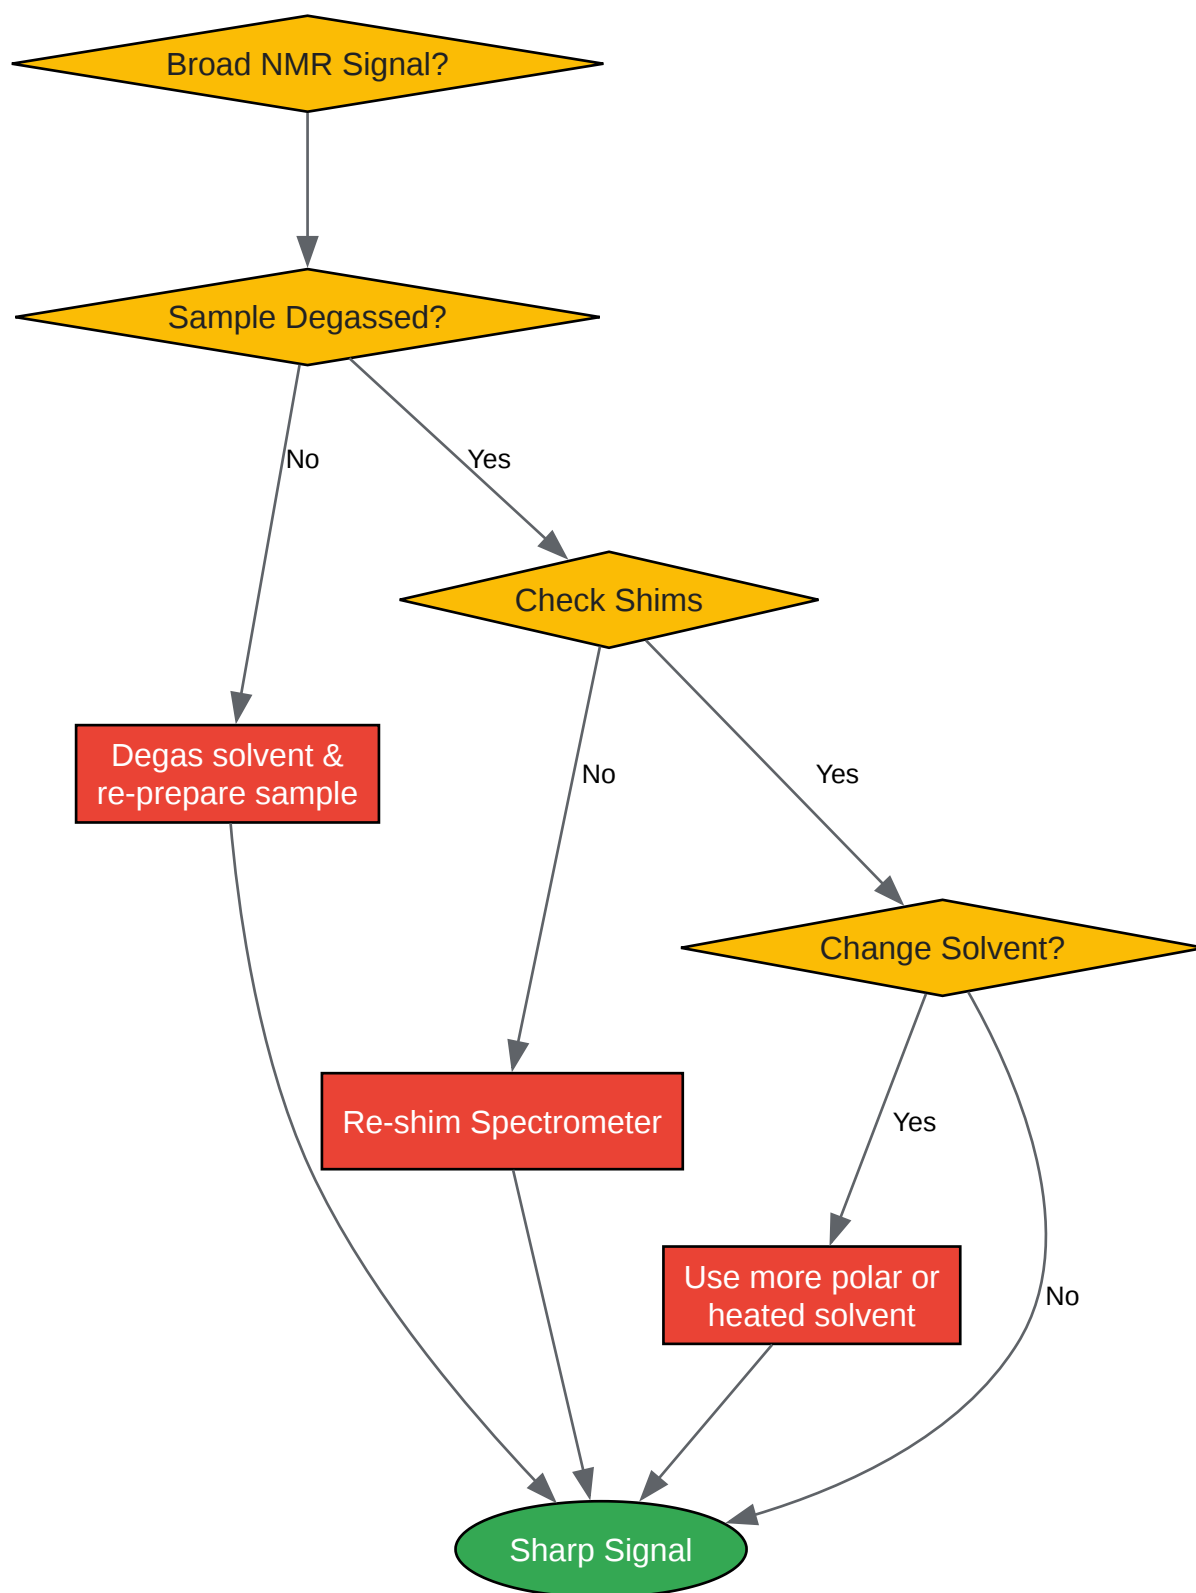 Broad NMR Signal?
Sample Degassed?
No
Yes
Check Shims
Degas solvent &
re-prepare sample
No
Yes
Change Solvent?
Re-shim Spectrometer
Yes
Use more polar or
heated solvent
No
Sharp Signal